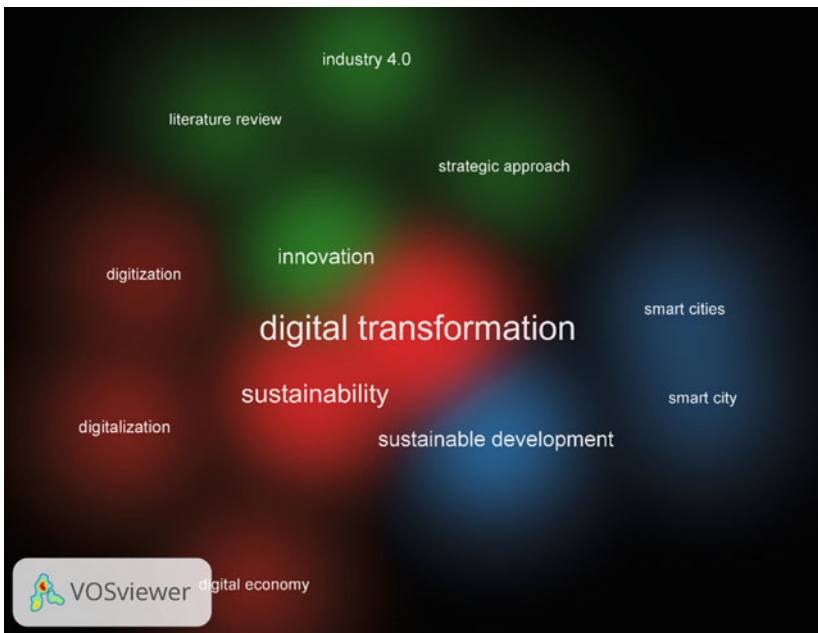 industry 4.0
literature review
strategic approach
innovation
digitization
smart cities
digital transformation
sustainability
smart city
digitalization
sustainable development
digital economy
VOSviewer